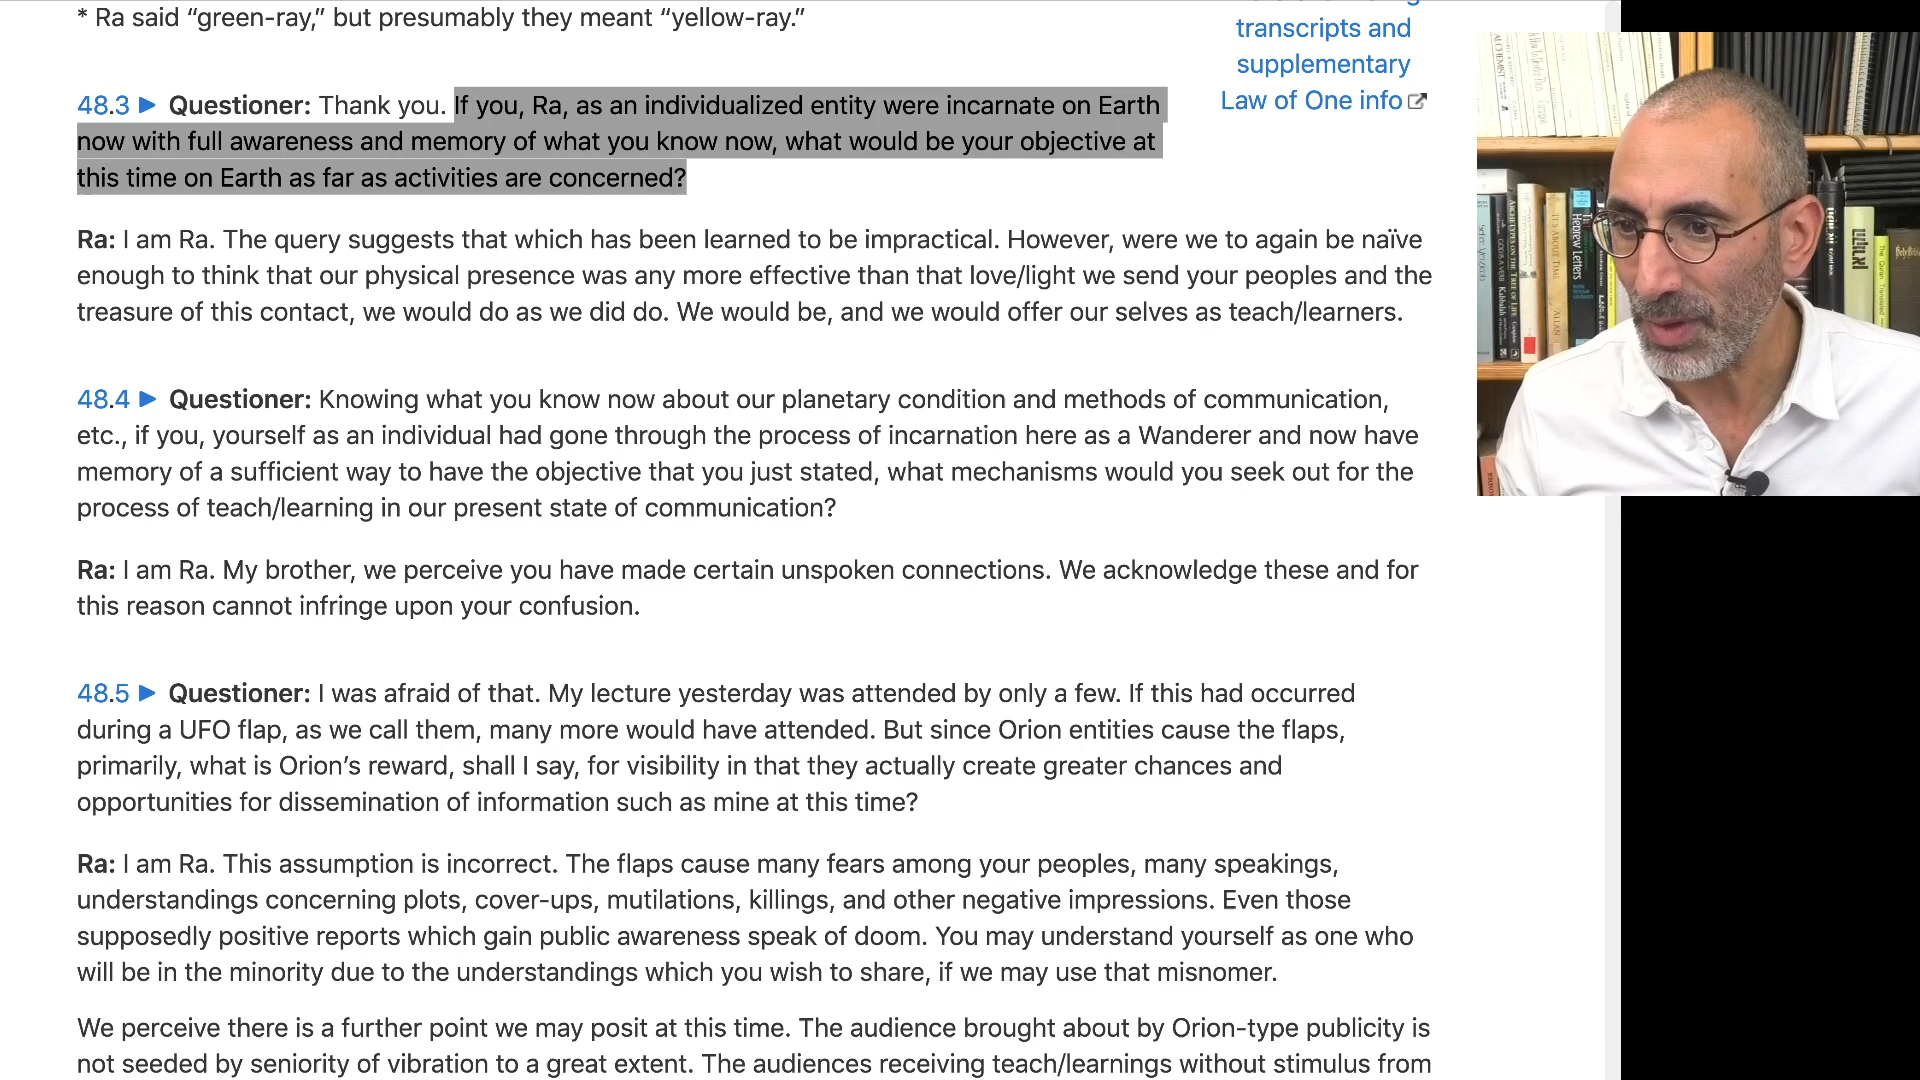 * Ra said “green-ray,” but presumably they meant “yellow-ray.”
transcripts and
supplementary
Law of One info
48.3 ▶ Questioner: Thank you. If you, Ra, as an individualized entity were incarnate on Earth
now with full awareness and memory of what you know now, what would be your objective at
this time on Earth as far as activities are concerned?
Ra: I am Ra. The query suggests that which has been learned to be impractical. However, were we to again be naïve
enough to think that our physical presence was any more effective than that love/light we send your peoples and the
treasure of this contact, we would do as we did do. We would be, and we would offer our selves as teach/learners.
48.4 ▶ Questioner: Knowing what you know now about our planetary condition and methods of communication,
etc., if you, yourself as an individual had gone through the process of incarnation here as a Wanderer and now have
memory of a sufficient way to have the objective that you just stated, what mechanisms would you seek out for the
process of teach/learning in our present state of communication?
Ra: I am Ra. My brother, we perceive you have made certain unspoken connections. We acknowledge these and for
this reason cannot infringe upon your confusion.
48.5 ▶ Questioner: I was afraid of that. My lecture yesterday was attended by only a few. If this had occurred
during a UFO flap, as we call them, many more would have attended. But since Orion entities cause the flaps,
primarily, what is Orion’s reward, shall I say, for visibility in that they actually create greater chances and
opportunities for dissemination of information such as mine at this time?
Ra: I am Ra. This assumption is incorrect. The flaps cause many fears among your peoples, many speakings,
understandings concerning plots, cover-ups, mutilations, killings, and other negative impressions. Even those
supposedly positive reports which gain public awareness speak of doom. You may understand yourself as one who
will be in the minority due to the understandings which you wish to share, if we may use that misnomer.
We perceive there is a further point we may posit at this time. The audience brought about by Orion-type publicity is
not seeded by seniority of vibration to a great extent. The audiences receiving teach/learnings without stimulus from
ALCHEMIST
IT'S ABOUT TIME
Hebrew Letters
ALLAN